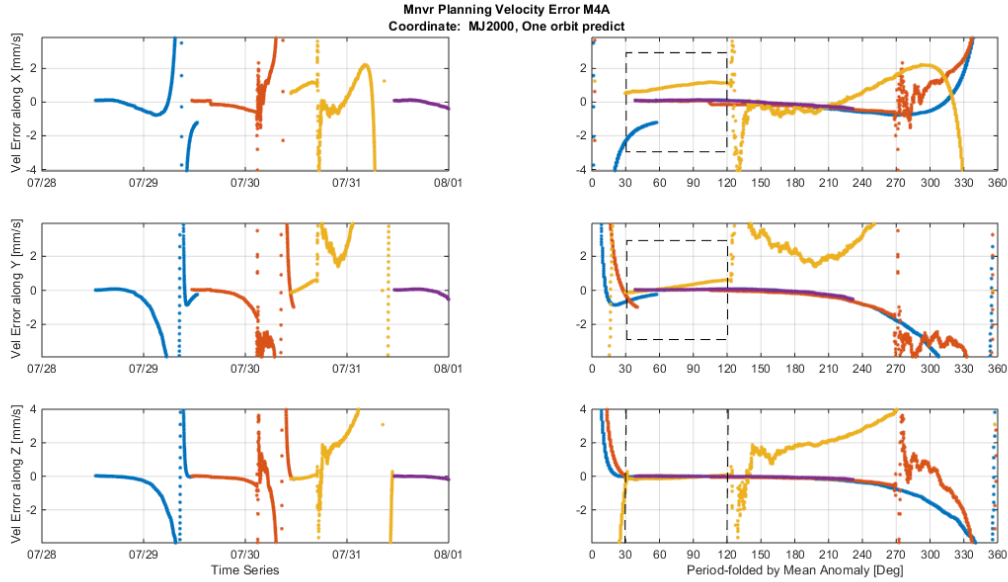 Mnvr Planning Velocity Error M4A
Coordinate: MJ2000, One orbit predict
Vel Error along X [mm/s]
2
0
-2
-4
07/28 07/29 07/30 07/31 08/01
2
0
-2
-4
0 30 60 90 120 150 180 210 240 270 300 330 360
Vel Error along Y [mm/s]
2
0
-2
07/28 07/29 07/30 07/31 08/01
2
0
-2
0 30 60 90 120 150 180 210 240 270 300 330 360
Vel Error along Z [mm/s]
4
2
0
-2
07/28 07/29 07/30 07/31 08/01
Time Series
4
2
0
-2
0 30 60 90 120 150 180 210 240 270 300 330 360
Period-folded by Mean Anomaly [Deg]